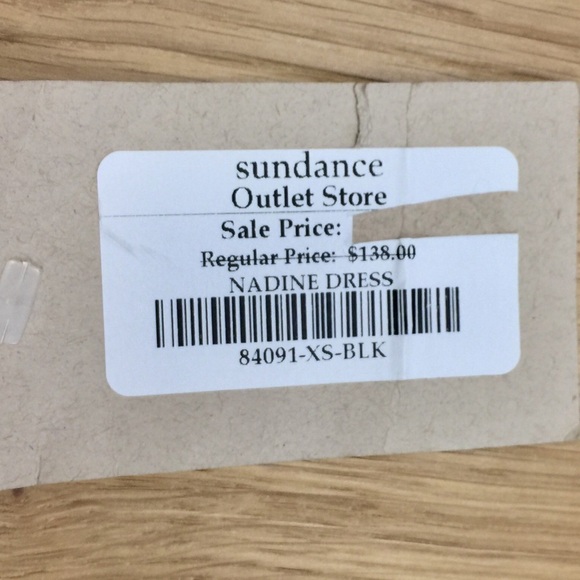 sundance
Outlet Store
Sale Price:
Regular Price: $138.00
NADINE DRESS
84091-XS-BLK